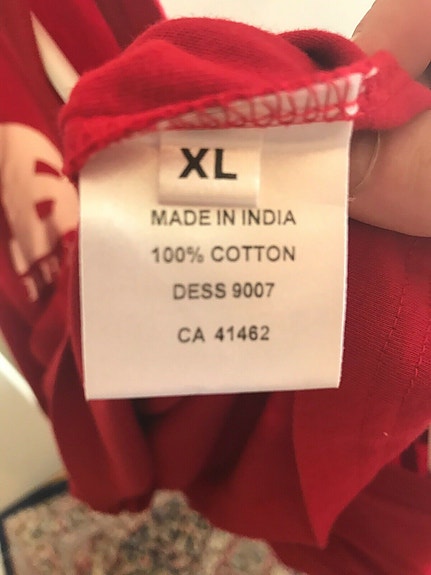 XL
MADE IN INDIA
100% COTTON
DESS 9007
CA 41462